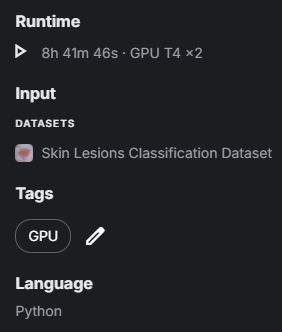 Runtime
8h 41m 46s · GPU T4 ×2
Input
DATASETS
Skin Lesions Classification Dataset
Tags
GPU
Language
Python